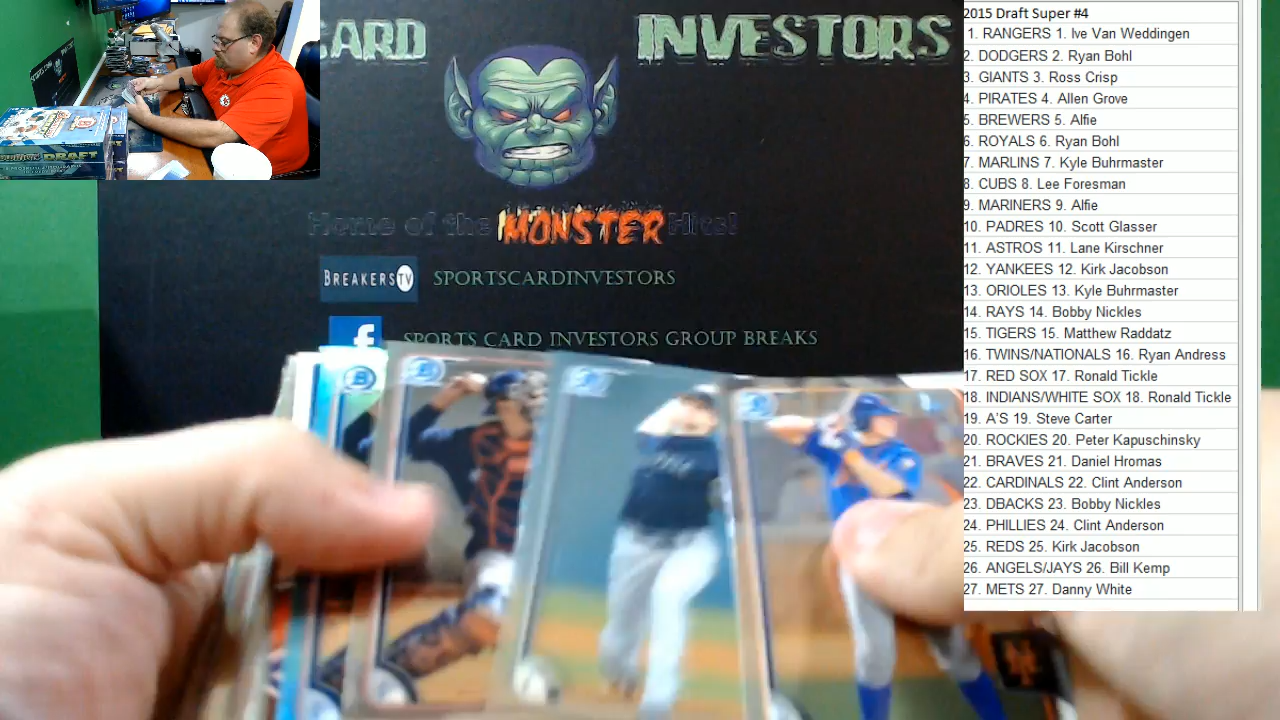 CARD INVESTORS
Home of the MONSTER Hits!
BREAKERS TV SPORTSCARDINVESTORS
f SPORTS CARD INVESTORS GROUP BREAKS
DRAFT
2015 Draft Super #4
1. RANGERS 1. Ive Van Weddingen
2. DODGERS 2. Ryan Bohl
3. GIANTS 3. Ross Crisp
4. PIRATES 4. Allen Grove
5. BREWERS 5. Alfie
6. ROYALS 6. Ryan Bohl
7. MARLINS 7. Kyle Buhrmaster
8. CUBS 8. Lee Foresman
9. MARINERS 9. Alfie
10. PADRES 10. Scott Glasser
11. ASTROS 11. Lane Kirschner
12. YANKEES 12. Kirk Jacobson
13. ORIOLES 13. Kyle Buhrmaster
14. RAYS 14. Bobby Nickles
15. TIGERS 15. Matthew Raddatz
16. TWINS/NATIONALS 16. Ryan Andress
17. RED SOX 17. Ronald Tickle
18. INDIANS/WHITE SOX 18. Ronald Tickle
19. A'S 19. Steve Carter
20. ROCKIES 20. Peter Kapuschinsky
21. BRAVES 21. Daniel Hromas
22. CARDINALS 22. Clint Anderson
23. DBACKS 23. Bobby Nickles
24. PHILLIES 24. Clint Anderson
25. REDS 25. Kirk Jacobson
26. ANGELS/JAYS 26. Bill Kemp
27. METS 27. Danny White